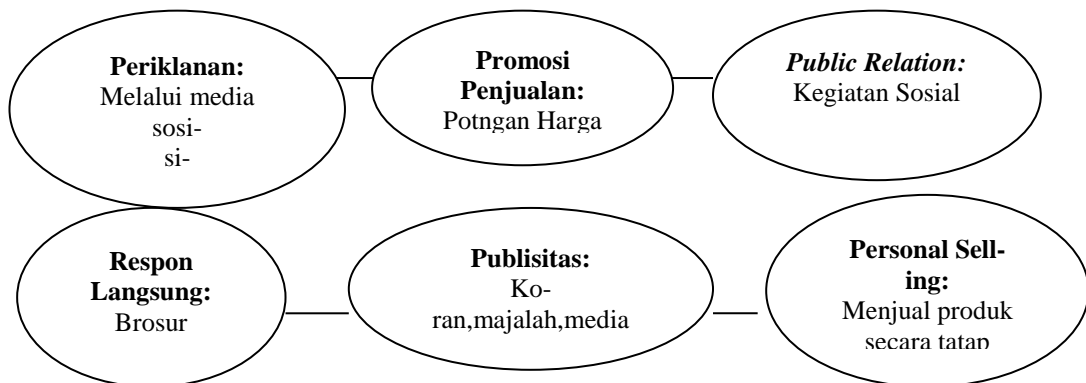 Periklanan:
Melalui media
sosi-
si-
Promosi
Penjualan:
Potngan Harga
Public Relation:
Kegiatan Sosial
Respon
Langsung:
Brosur
Publisitas:
Ko-
ran,majalah,media
Personal Sell-
ing:
Menjual produk
secara tatap